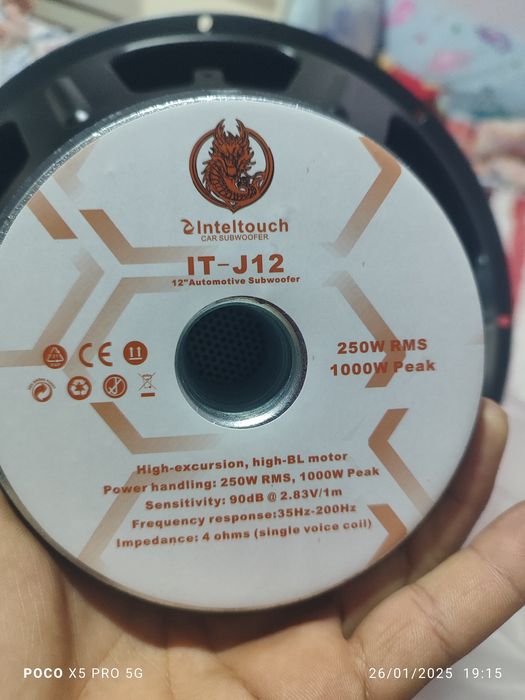 Inteltouch
CAR SUBWOOFER
IT-J12
12"Automotive Subwoofer
CE
250W RMS
1000W Peak
High-excursion, high-BL motor
Power handling: 250W RMS, 1000W Peak
Sensitivity: 90dB @ 2.83V/1m
Frequency response:35Hz-200Hz
Impedance: 4 ohms (single voice coil)
POCO X5 PRO 5G
26/01/2025 19:15